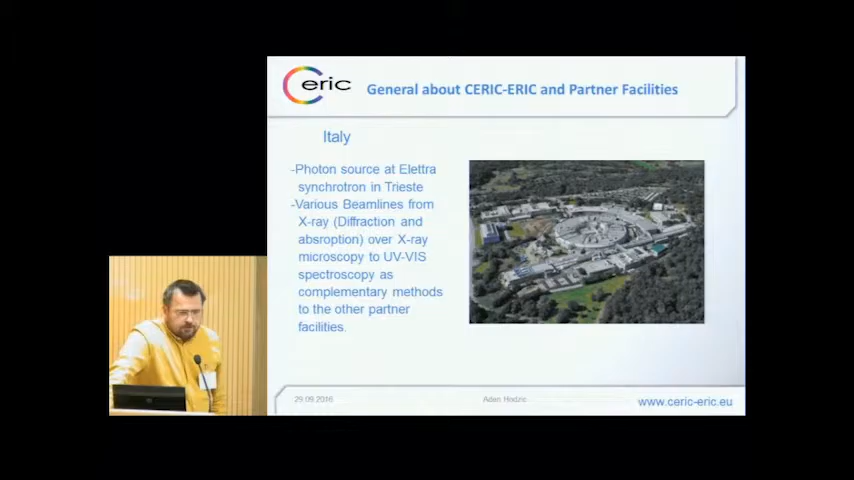 eric
General about CERIC-ERIC and Partner Facilities
Italy
-Photon source at Elettra
synchrotron in Trieste
-Various Beamlines from
X-ray (Diffraction and
absroption) over X-ray
microscopy to UV-VIS
spectroscopy as
complementary methods
to the other partner
facilities.
29.09.2016
Aden Hodzic
www.ceric-eric.eu